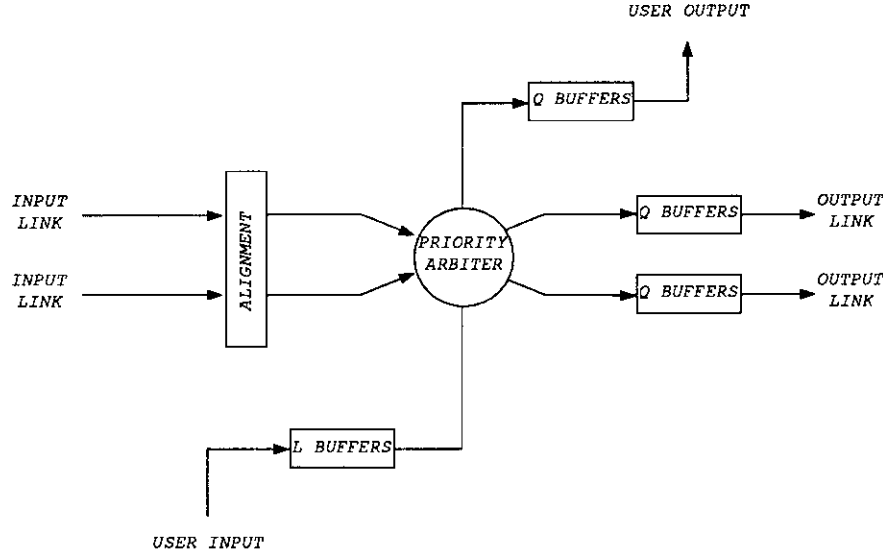 USER OUTPUT
Q BUFFERS
INPUT
LINK
INPUT
LINK
ALIGNMENT
PRIORITY
ARBITER
Q BUFFERS
OUTPUT
LINK
Q BUFFERS
OUTPUT
LINK
L BUFFERS
USER INPUT